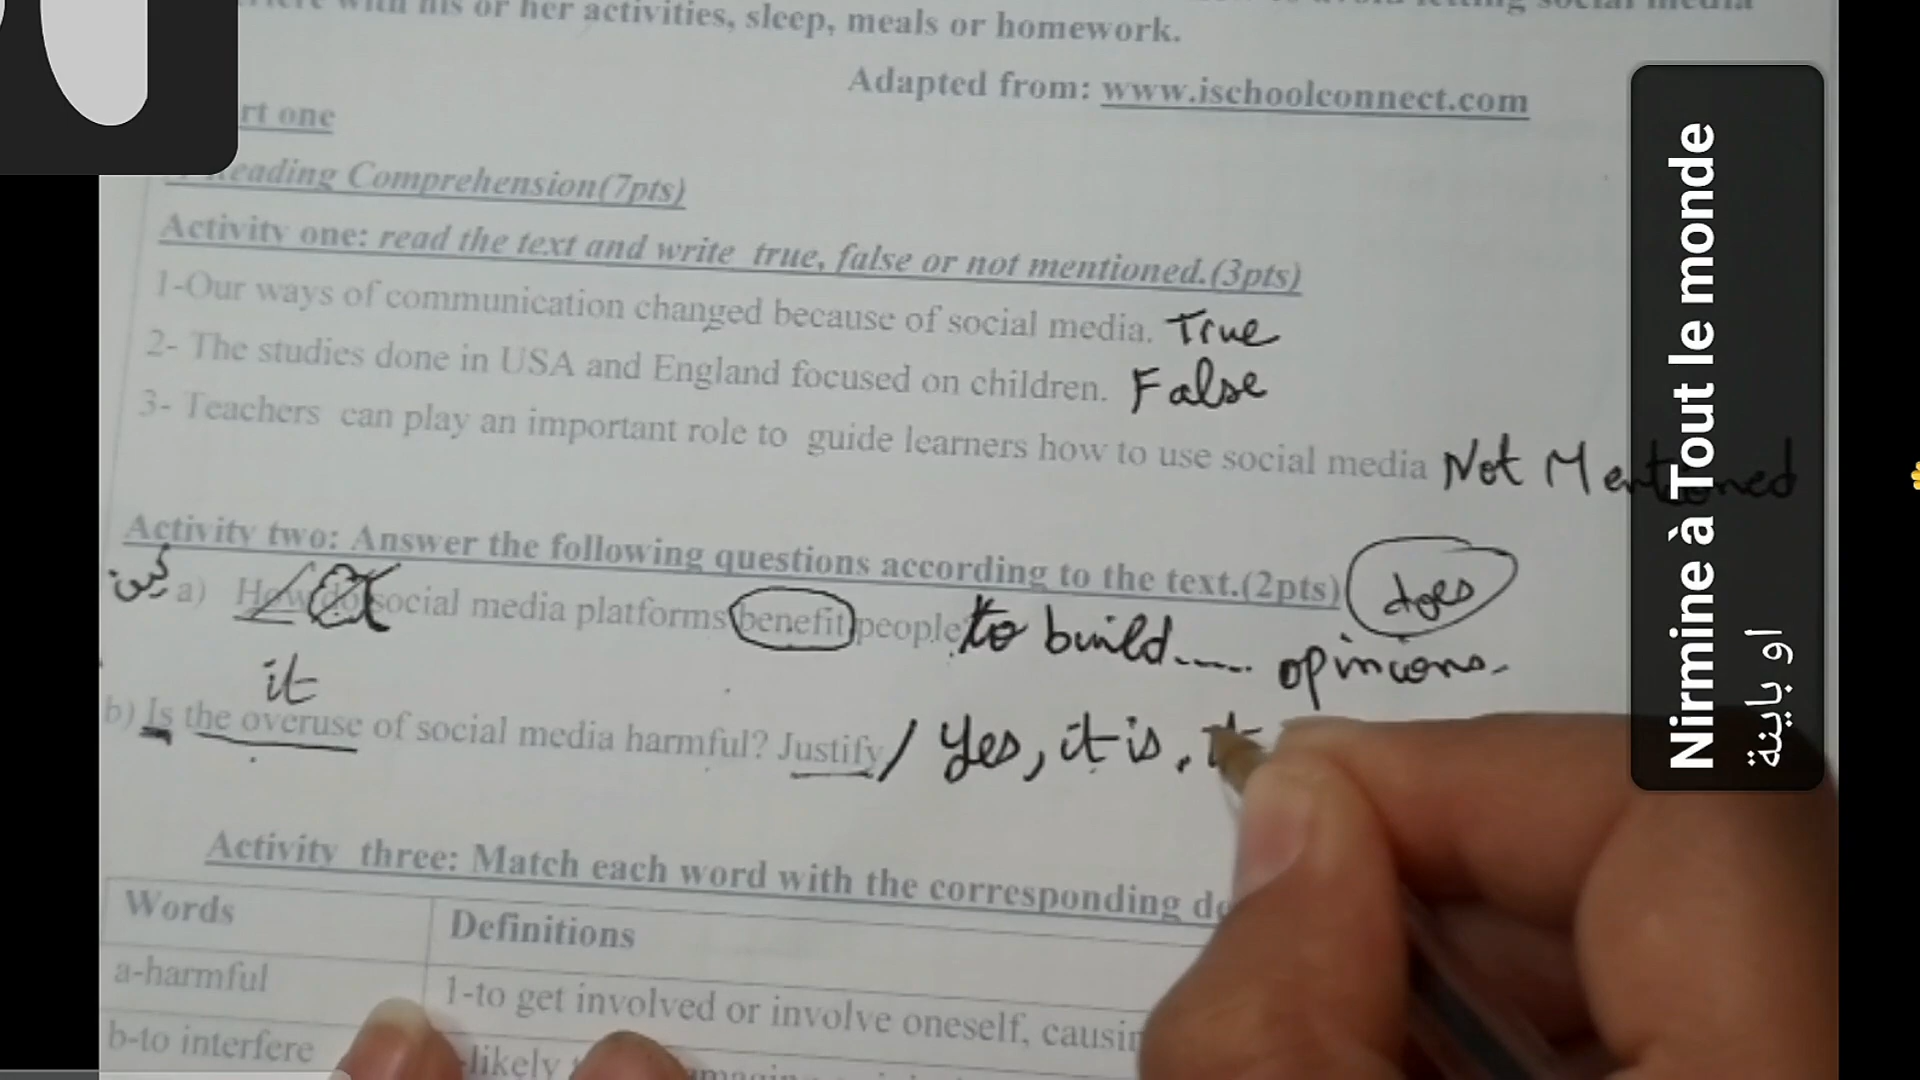 with his or her activities, sleep, meals or homework.
Adapted from: www.ischoolconnect.com
rt one
Reading Comprehension(7pts)
Activity one: read the text and write true, false or not mentioned.(3pts)
1-Our ways of communication changed because of social media. True
2- The studies done in USA and England focused on children. False
3- Teachers can play an important role to guide learners how to use social media Not Mentioned
Activity two: Answer the following questions according to the text.(2pts) does
a) How do social media platforms benefit people to build..... opinions.
it
b) Is the overuse of social media harmful? Justify / Yes, it is. it
Activity three: Match each word with the corresponding
Words Definitions
a-harmful 1-to get involved or involve oneself,
b-to interfere -likely
Nirmine à Tout le monde
او باينة